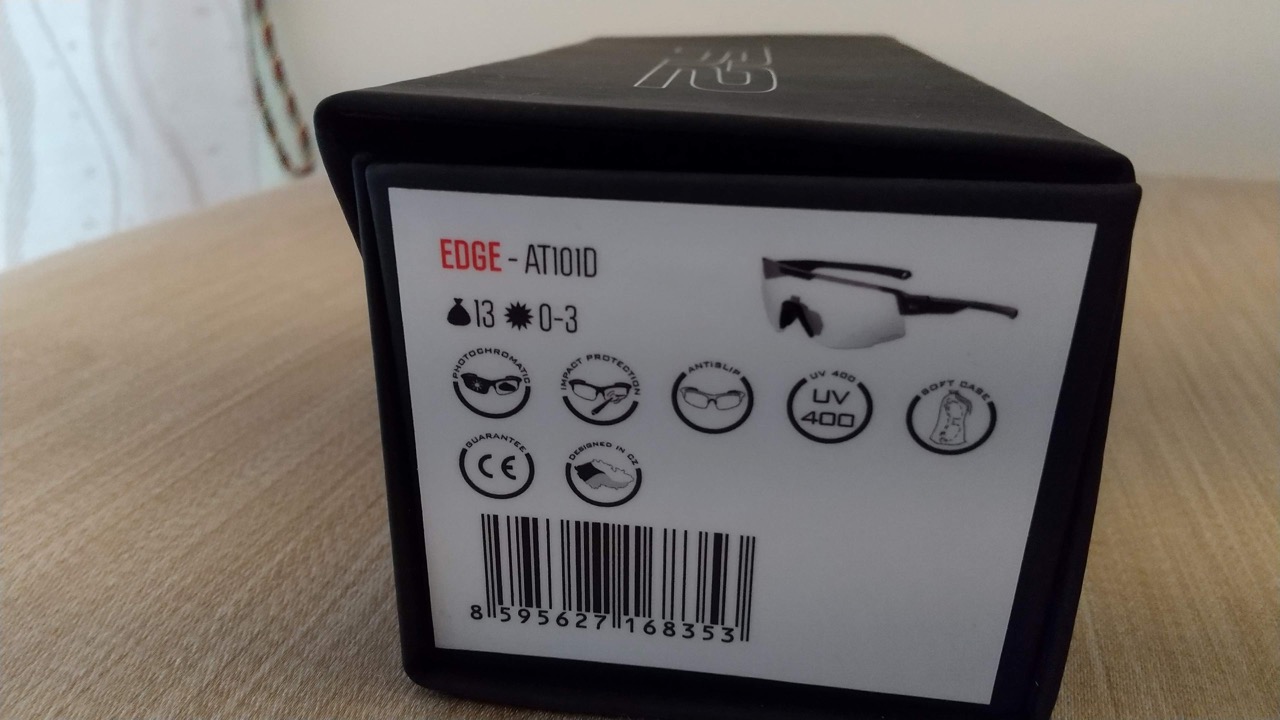 R2
EDGE - AT101D
13 0-3
PHOTOCHROMATIC
IMPACT PROTECTION
ANTISLIP
UV 400
UV
400
SOFT CASE
GUARANTEE
CE
DESIGNED IN CZ
8 595627 168353